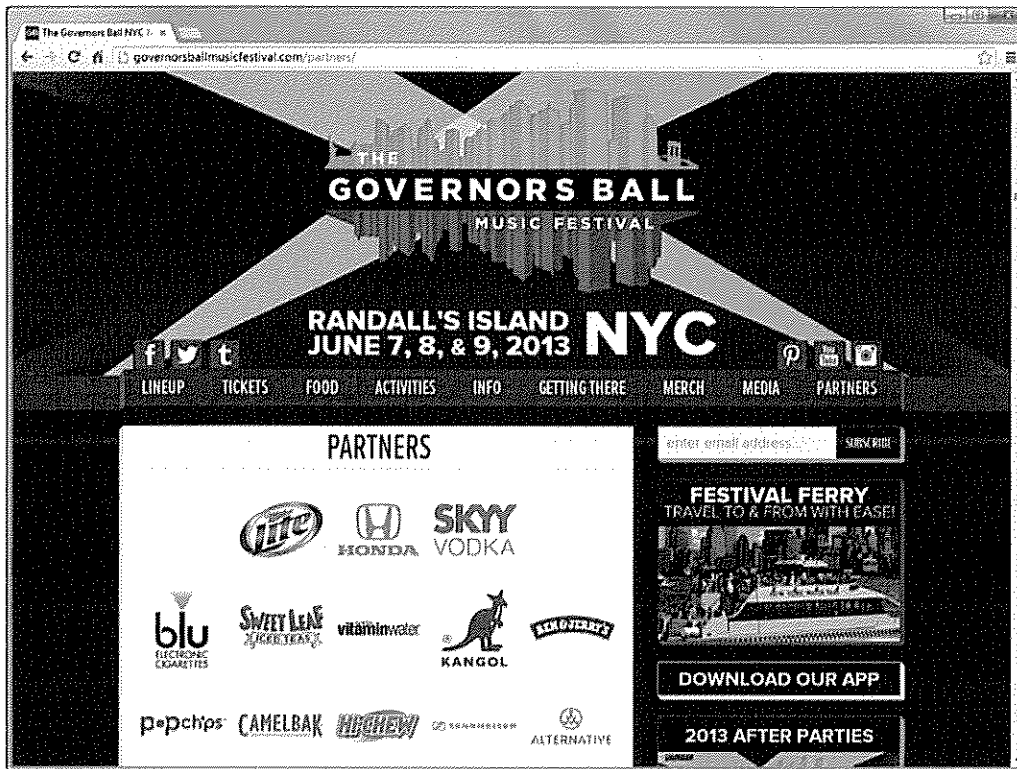 The Governors Ball NYC
governorsballmusicfestival.com/partners/
THE
GOVERNORS BALL
MUSIC FESTIVAL
RANDALL'S ISLAND
JUNE 7, 8, & 9, 2013
NYC
LINEUP TICKETS FOOD ACTIVITIES INFO GETTING THERE MERCH MEDIA PARTNERS
PARTNERS
enter email address... SUBSCRIBE
FESTIVAL FERRY
TRAVEL TO & FROM WITH EASE!
Lite HONDA SKYY VODKA
blu ELECTRONIC CIGARETTES
SWEET LEAF ICED TEAS
vitaminwater
KANGOL
BEN & JERRY'S
DOWNLOAD OUR APP
popchips CAMELBAK HI-CHEW SENNHEISER ALTERNATIVE
2013 AFTER PARTIES